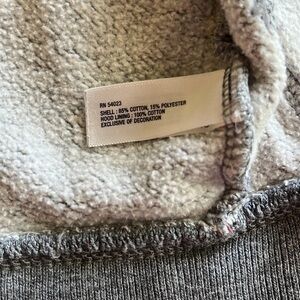 RN 54023
SHELL : 85% COTTON, 15% POLYESTER
HOOD LINING : 100% COTTON
EXCLUSIVE OF DECORATION